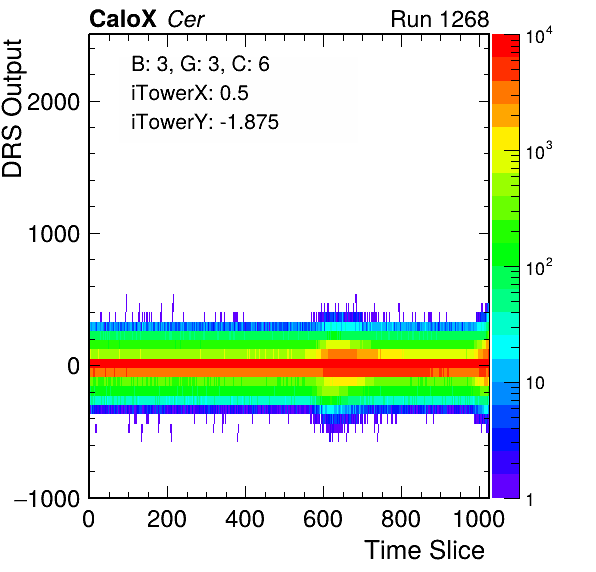 CaloX Cer Run 1268
B: 3, G: 3, C: 6
iTowerX: 0.5
iTowerY: -1.875
DRS Output
2000
1000
0
−1000
0 200 400 600 800 1000
Time Slice
10^4
10^3
10^2
10
1